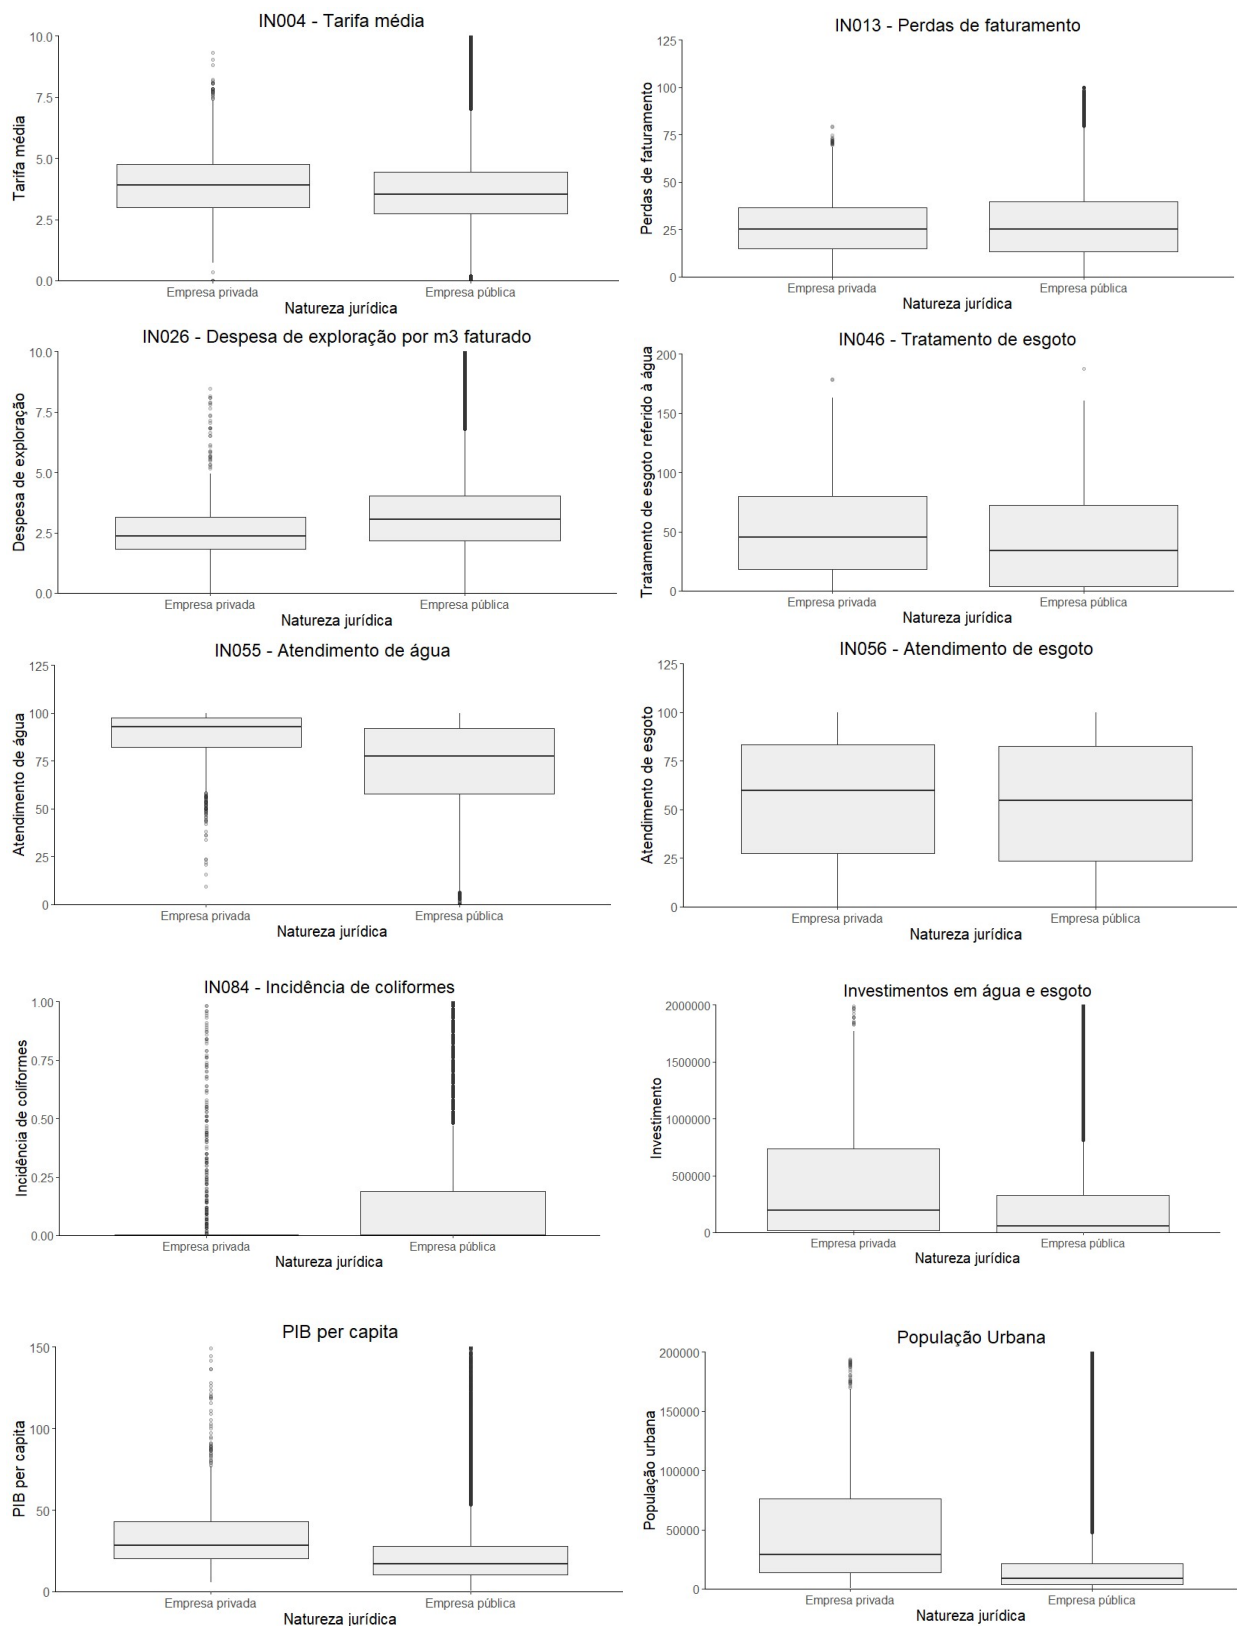 IN004 - Tarifa média
Tarifa média
10.0
7.5
5.0
2.5
0.0
Empresa privada
Empresa pública
Natureza jurídica
IN013 - Perdas de faturamento
Perdas de faturamento
125
100
75
50
25
0
Empresa privada
Empresa pública
Natureza jurídica
IN026 - Despesa de exploração por m3 faturado
Despesa de exploração
10.0
7.5
5.0
2.5
0.0
Empresa privada
Empresa pública
Natureza jurídica
IN046 - Tratamento de esgoto
Tratamento de esgoto referido à água
200
150
100
50
0
Empresa privada
Empresa pública
Natureza jurídica
IN055 - Atendimento de água
Atendimento de água
125
100
75
50
25
0
Empresa privada
Empresa pública
Natureza jurídica
IN056 - Atendimento de esgoto
Atendimento de esgoto
125
100
75
50
25
0
Empresa privada
Empresa pública
Natureza jurídica
IN084 - Incidência de coliformes
Incidência de coliformes
1.00
0.75
0.50
0.25
0.00
Empresa privada
Empresa pública
Natureza jurídica
Investimentos em água e esgoto
Investimento
2000000
1500000
1000000
500000
0
Empresa privada
Empresa pública
Natureza jurídica
PIB per capita
PIB per capita
150
100
50
0
Empresa privada
Empresa pública
Natureza jurídica
População Urbana
População urbana
200000
150000
100000
50000
0
Empresa privada
Empresa pública
Natureza jurídica